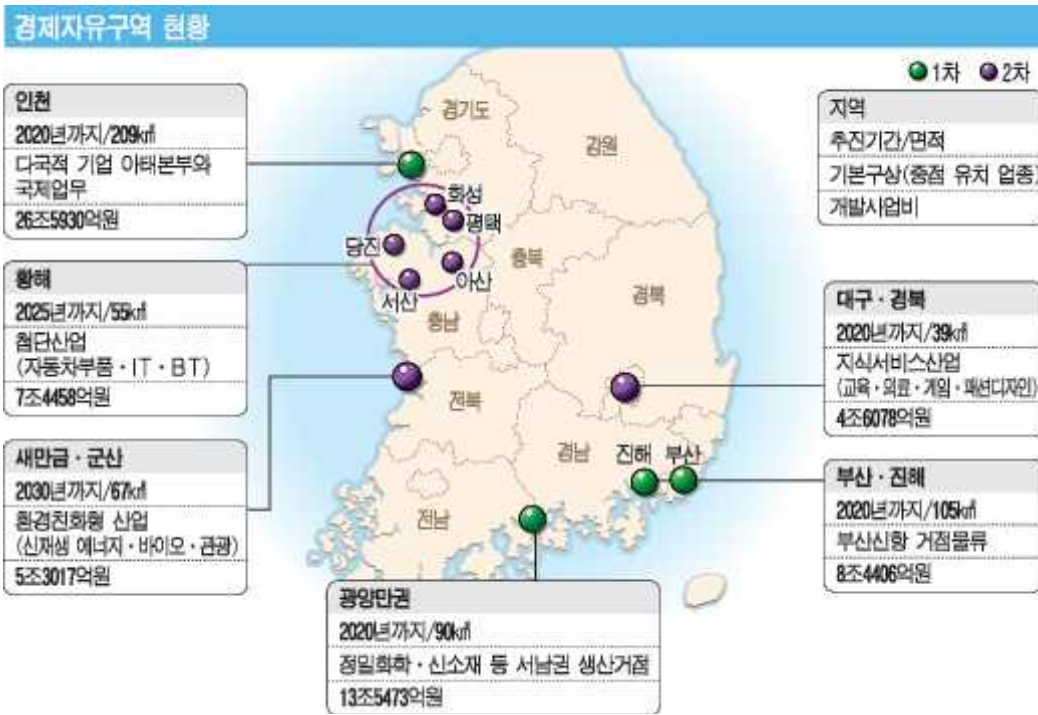 경제자유구역 현황
●1차 ●2차
인천
2020년까지/209㎢
다국적 기업 아태본부와
국제업무
26조5930억원
황해
2025년까지/55㎢
첨단산업
(자동차부품·IT·BT)
7조4458억원
새만금·군산
2030년까지/67㎢
환경친화형 산업
(신재생 에너지·바이오·관광)
5조3017억원
경기도
강원
화성
평택
당진
아산
서산
충북
충남
경북
전북
경남
진해
부산
전남
지역
추진기간/면적
기본구상(중점 유치 업종)
개발사업비
대구·경북
2020년까지/39㎢
지식서비스산업
(교육·의료·게임·패션디자인)
4조6078억원
부산·진해
2020년까지/105㎢
부산신항 거점물류
8조4406억원
광양만권
2020년까지/90㎢
정밀화학·신소재 등 서남권 생산거점
13조5473억원